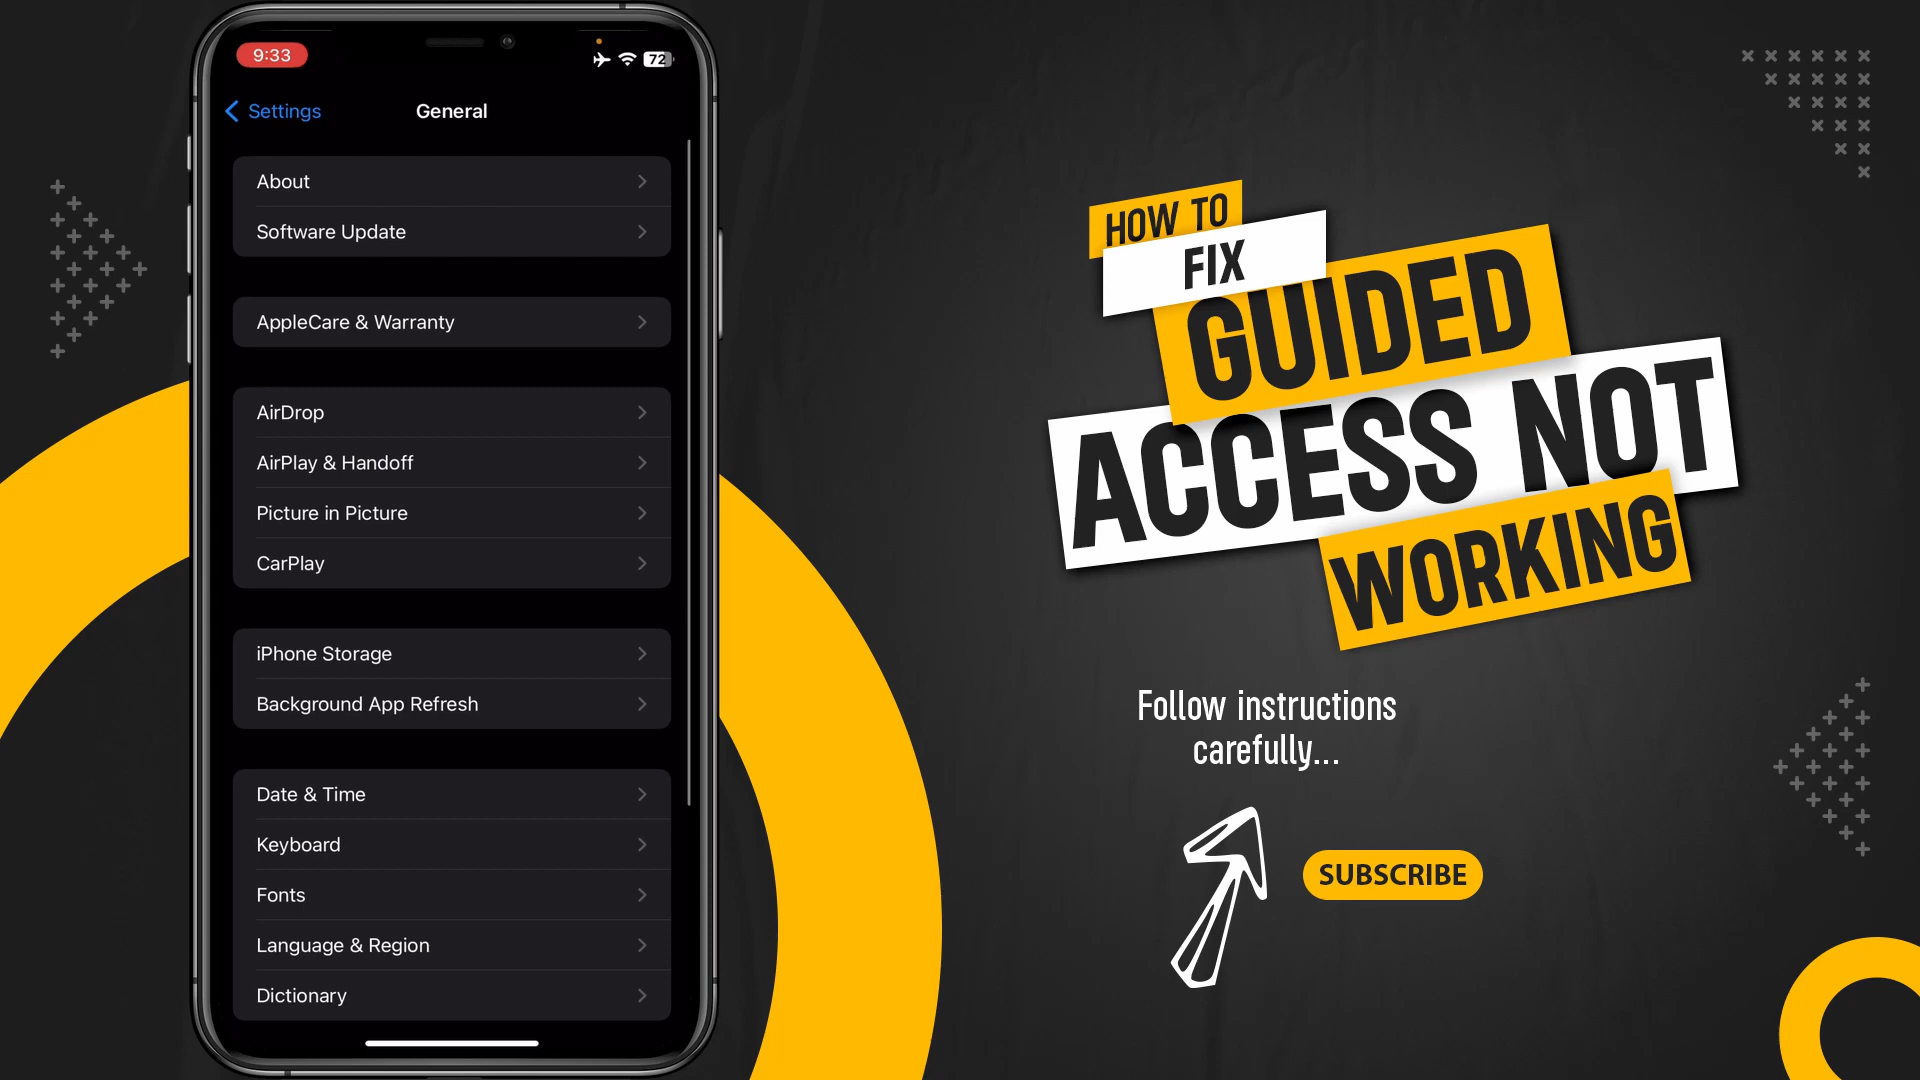 9:33
72
Settings
General
About
Software Update
AppleCare & Warranty
AirDrop
AirPlay & Handoff
Picture in Picture
CarPlay
iPhone Storage
Background App Refresh
Date & Time
Keyboard
Fonts
Language & Region
Dictionary
HOW TO
FIX
GUIDED
ACCESS NOT
WORKING
Follow instructions
carefully...
SUBSCRIBE